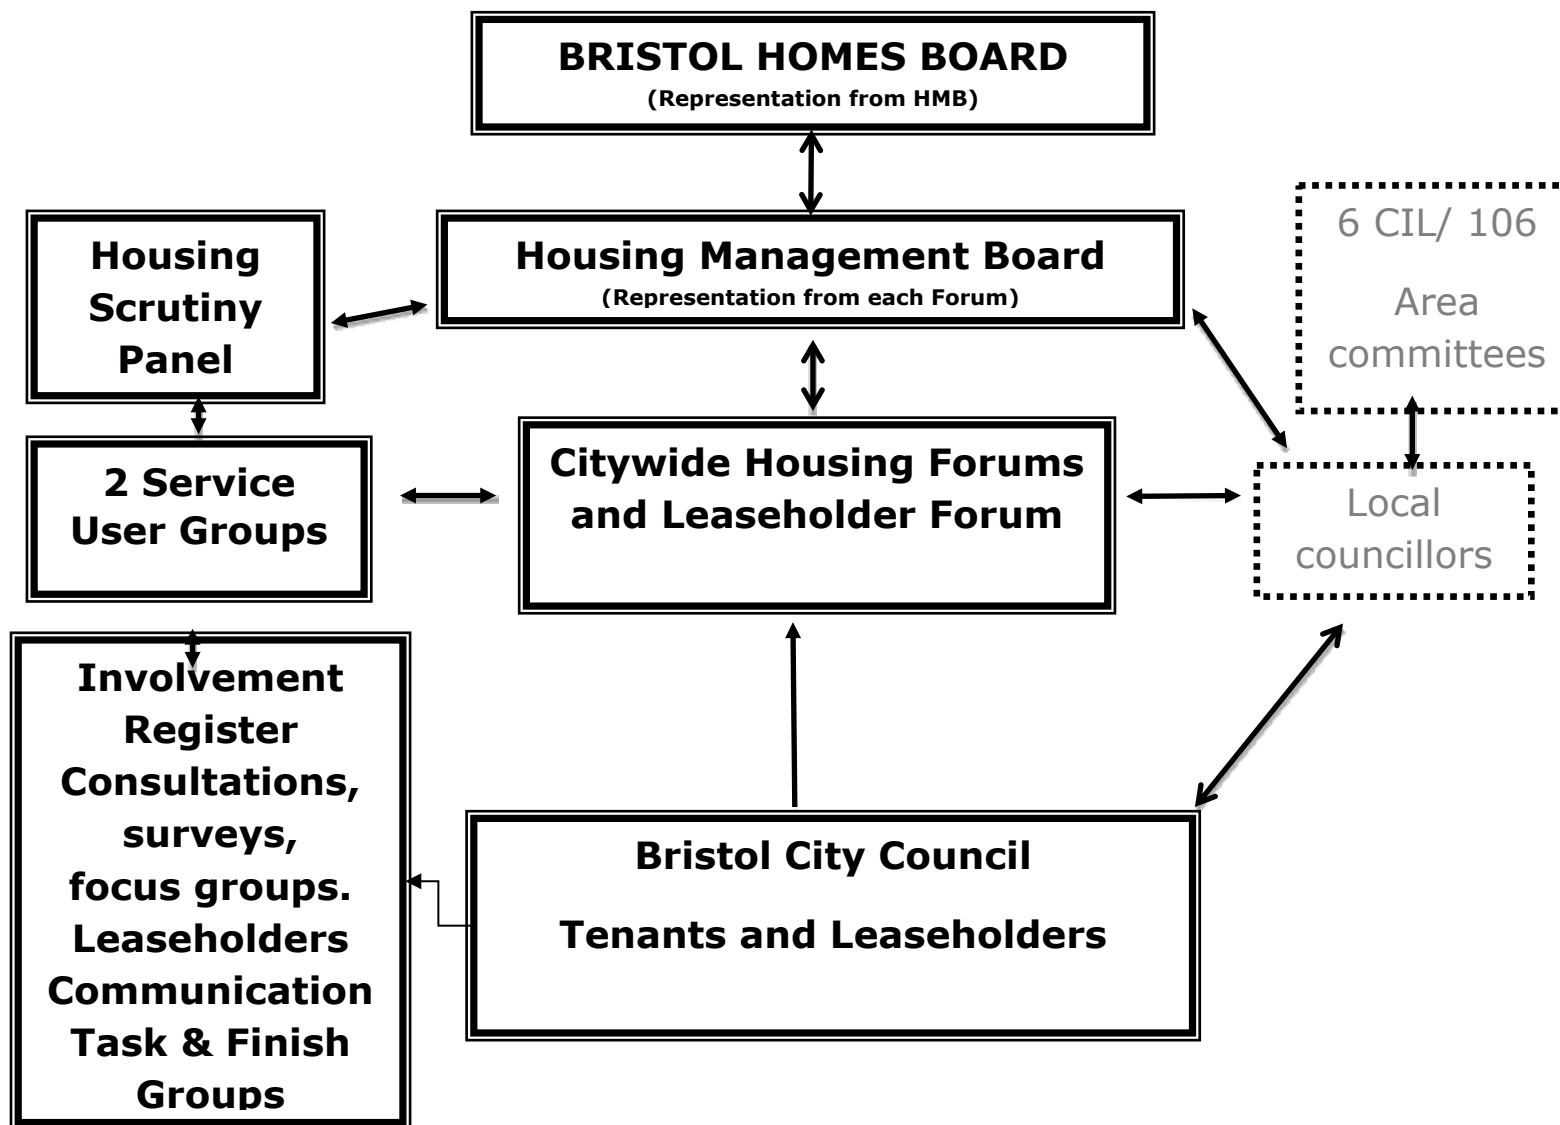 BRISTOL HOMES BOARD
(Representation from HMB)
Housing
Scrutiny
Panel
Housing Management Board
(Representation from each Forum)
6 CIL/ 106
Area
committees
2 Service
User Groups
Citywide Housing Forums
and Leaseholder Forum
Local
councillors
Involvement
Register
Consultations,
surveys,
focus groups.
Leaseholders
Communication
Task & Finish
Groups
Bristol City Council
Tenants and Leaseholders